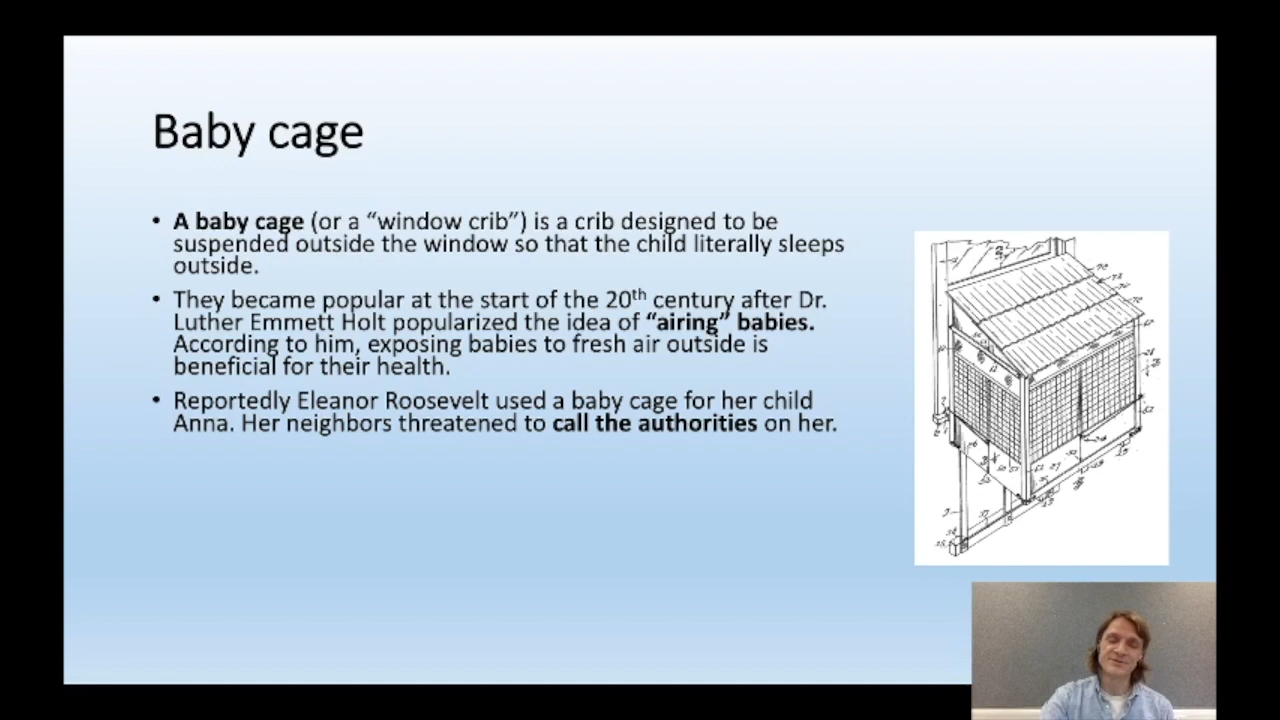 Baby cage
• A baby cage (or a “window crib”) is a crib designed to be
suspended outside the window so that the child literally sleeps
outside.
• They became popular at the start of the 20th century after Dr.
Luther Emmett Holt popularized the idea of “airing” babies.
According to him, exposing babies to fresh air outside is
beneficial for their health.
• Reportedly Eleanor Roosevelt used a baby cage for her child
Anna. Her neighbors threatened to call the authorities on her.